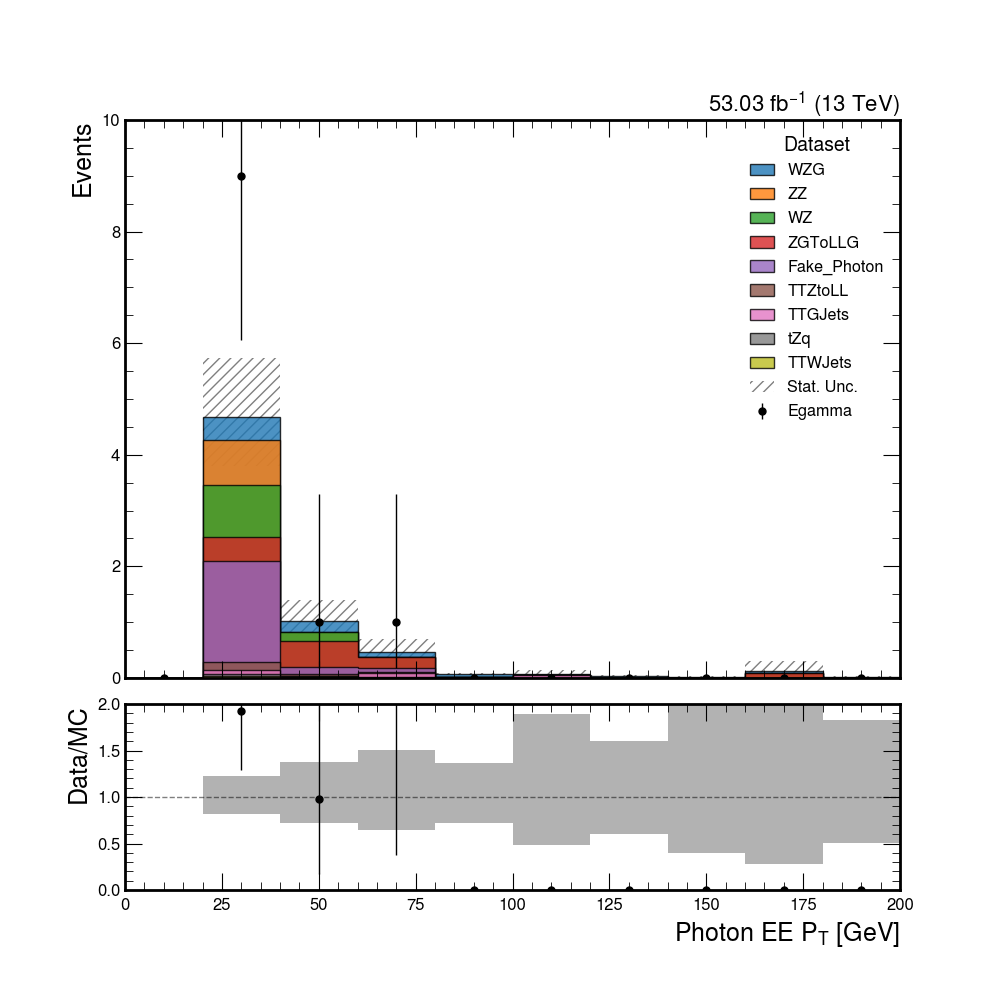 53.03 fb⁻¹ (13 TeV)
Events
10
8
6
4
2
0
Dataset
WZG
ZZ
WZ
ZGToLLG
Fake_Photon
TTZtoLL
TTGJets
tZq
TTWJets
Stat. Unc.
Egamma
Data/MC
2.0
1.5
1.0
0.5
0.0
0 25 50 75 100 125 150 175 200
Photon EE P_T [GeV]